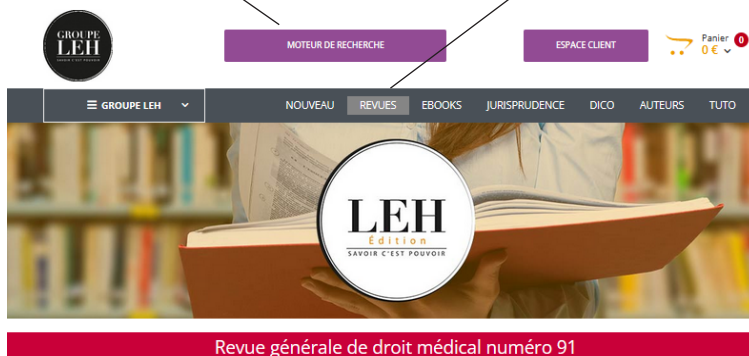 GROUPE
LEH
SAVOIR C'EST POUVOIR
MOTEUR DE RECHERCHE
ESPACE CLIENT
Panier 0
0 €
GROUPE LEH
NOUVEAU REVUES EBOOKS JURISPRUDENCE DICO AUTEURS TUTO
LEH
Édition
SAVOIR C'EST POUVOIR
Revue générale de droit médical numéro 91